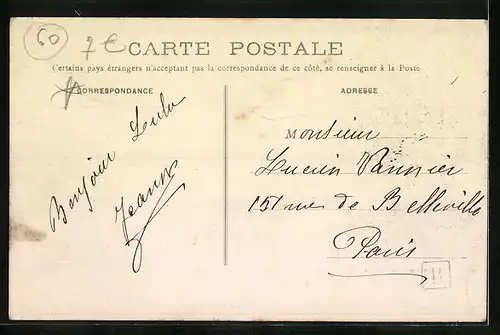 60
7€
CARTE POSTALE
Certains pays étrangers n'acceptant pas la correspondance de ce côté, se renseigner à la Poste
CORRESPONDANCE
ADRESSE
Bonjour Lulu
Jeanne
Monsieur
Lucien Vannier
151 rue de Belleville
Paris